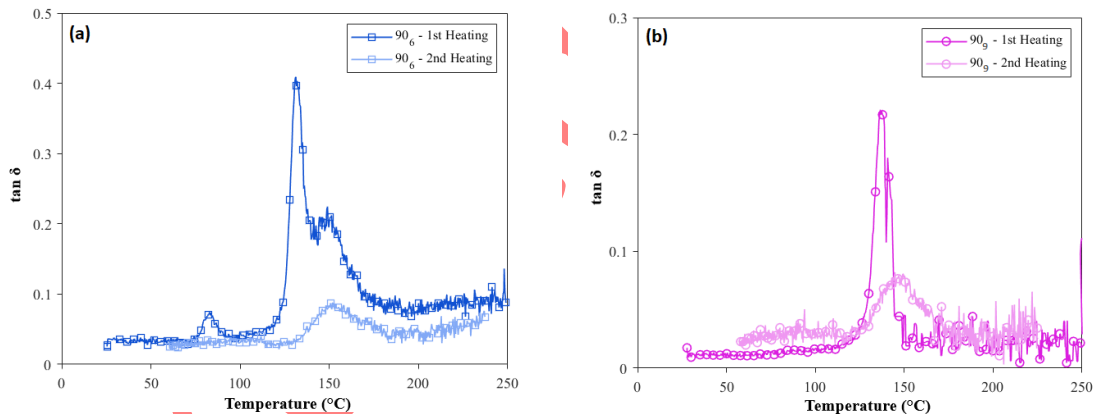 (a)
90₆ - 1st Heating
90₆ - 2nd Heating
0.5
0.4
0.3
0.2
0.1
0
tan δ
0 50 100 150 200 250
Temperature (°C)
(b)
90₉ - 1st Heating
90₉ - 2nd Heating
0.3
0.2
0.1
0
tan δ
0 50 100 150 200 250
Temperature (°C)